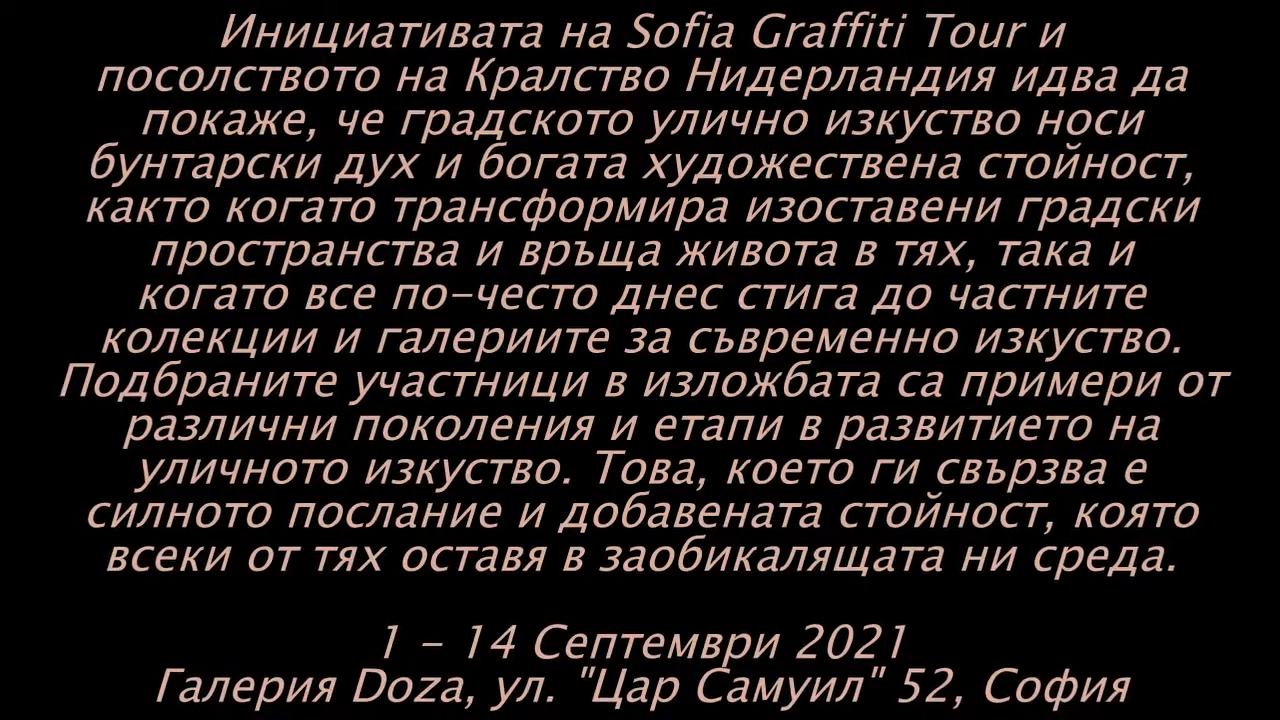 Инициативата на Sofia Graffiti Tour и
посолството на Кралство Нидерландия идва да
покаже, че градското улично изкуство носи
бунтарски дух и богата художествена стойност,
както когато трансформира изоставени градски
пространства и връща живота в тях, така и
когато все по-често днес стига до частните
колекции и галериите за съвременно изкуство.
Подбраните участници в изложбата са примери от
различни поколения и етапи в развитието на
уличното изкуство. Това, което ги свързва е
силното послание и добавената стойност, която
всеки от тях оставя в заобикалящата ни среда.
1 - 14 Септември 2021
Галерия Doza, ул. "Цар Самуил" 52, София